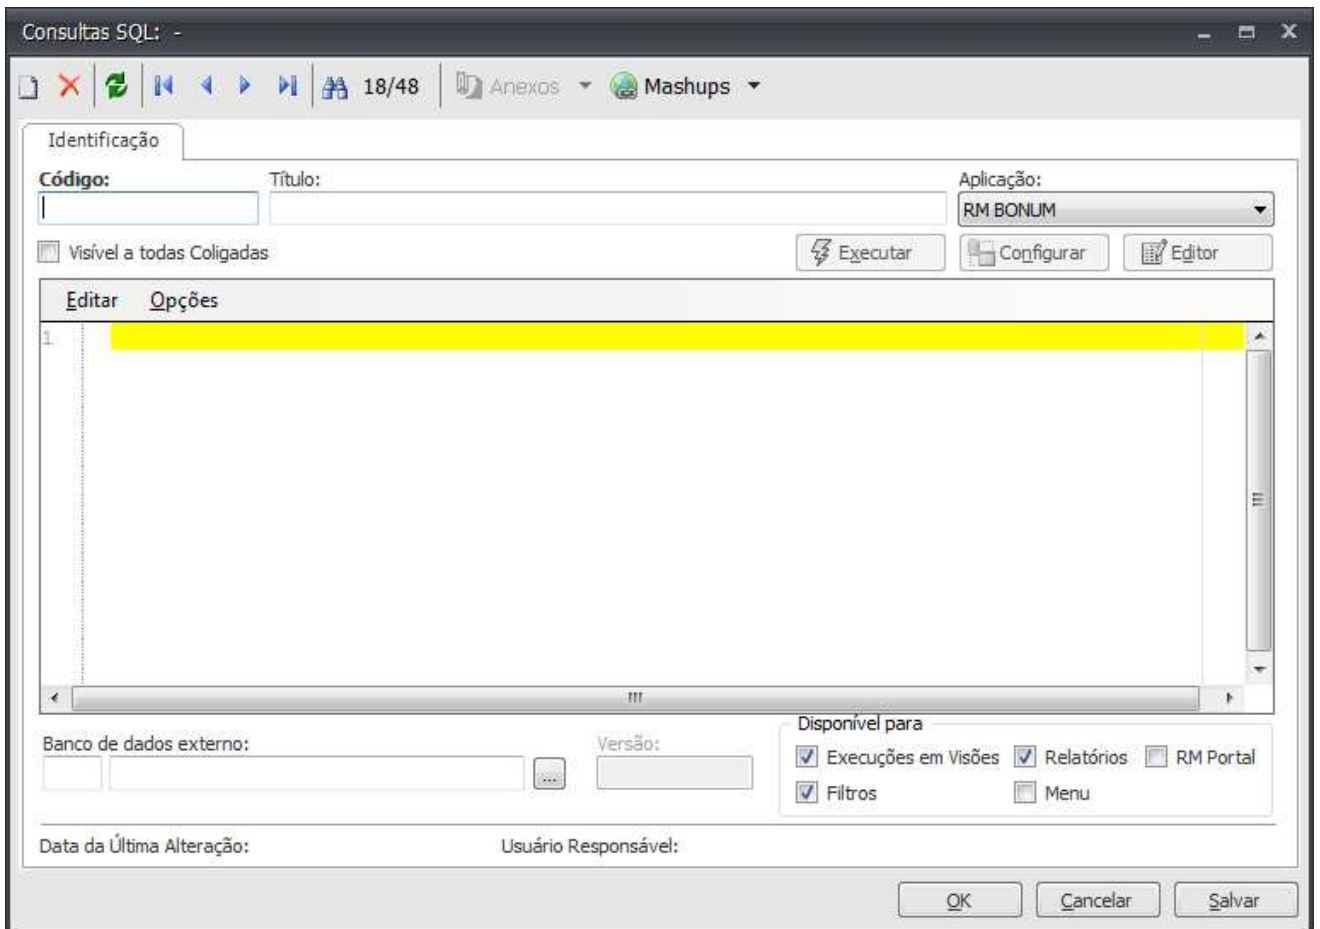 Consultas SQL: -
18/48 Anexos Mashups
Identificação
Código: Título: Aplicação:
RM BONUM
Visível a todas Coligadas Executar Configurar Editor
Editar Opções
1
Disponível para
Banco de dados externo: Versão:
Execuções em Visões Relatórios RM Portal
...
Filtros Menu
Data da Última Alteração: Usuário Responsável:
OK Cancelar Salvar